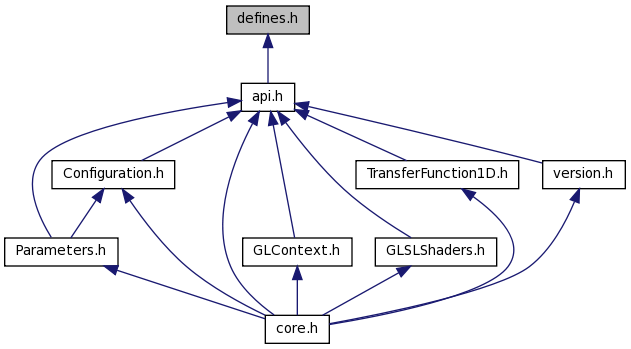 defines.h
api.h
Configuration.h
TransferFunction1D.h
version.h
Parameters.h
GLContext.h
GLSLShaders.h
core.h